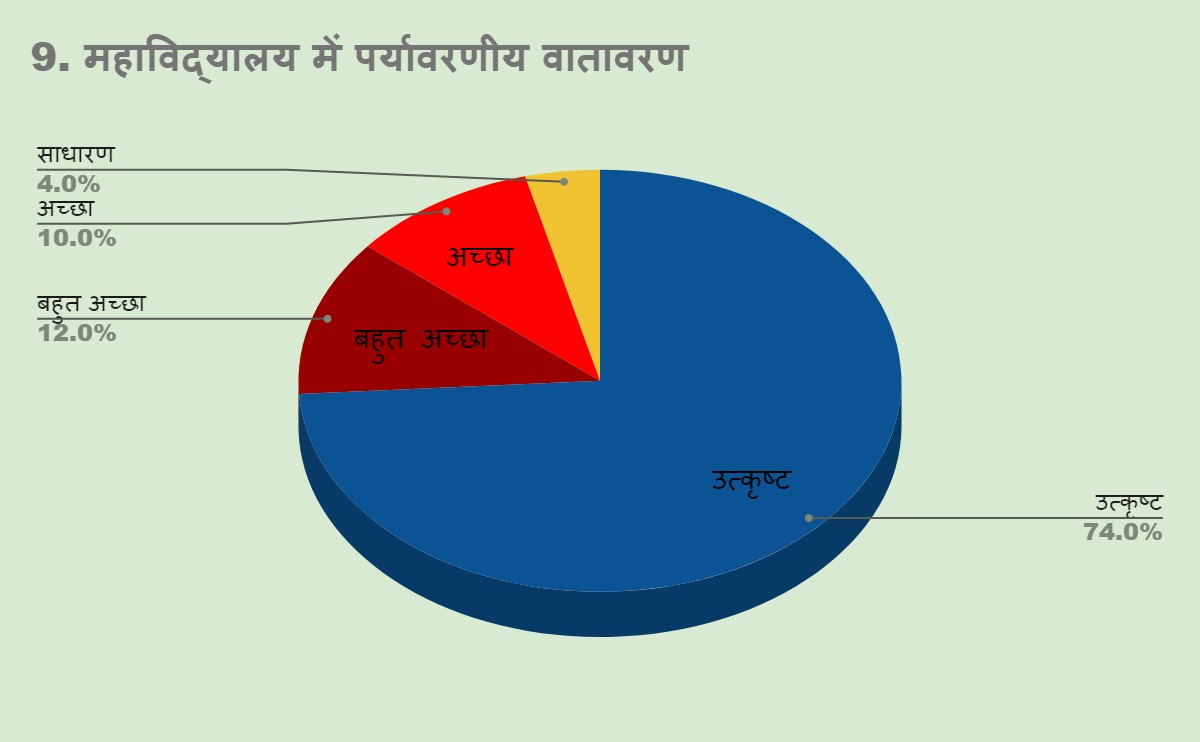 9. महाविद्यालय में पर्यावरणीय वातावरण
साधारण
4.0%
अच्छा
10.0%
अच्छा
बहुत अच्छा
12.0%
बहुत अच्छा
उत्कृष्ट
उत्कृष्ट
74.0%